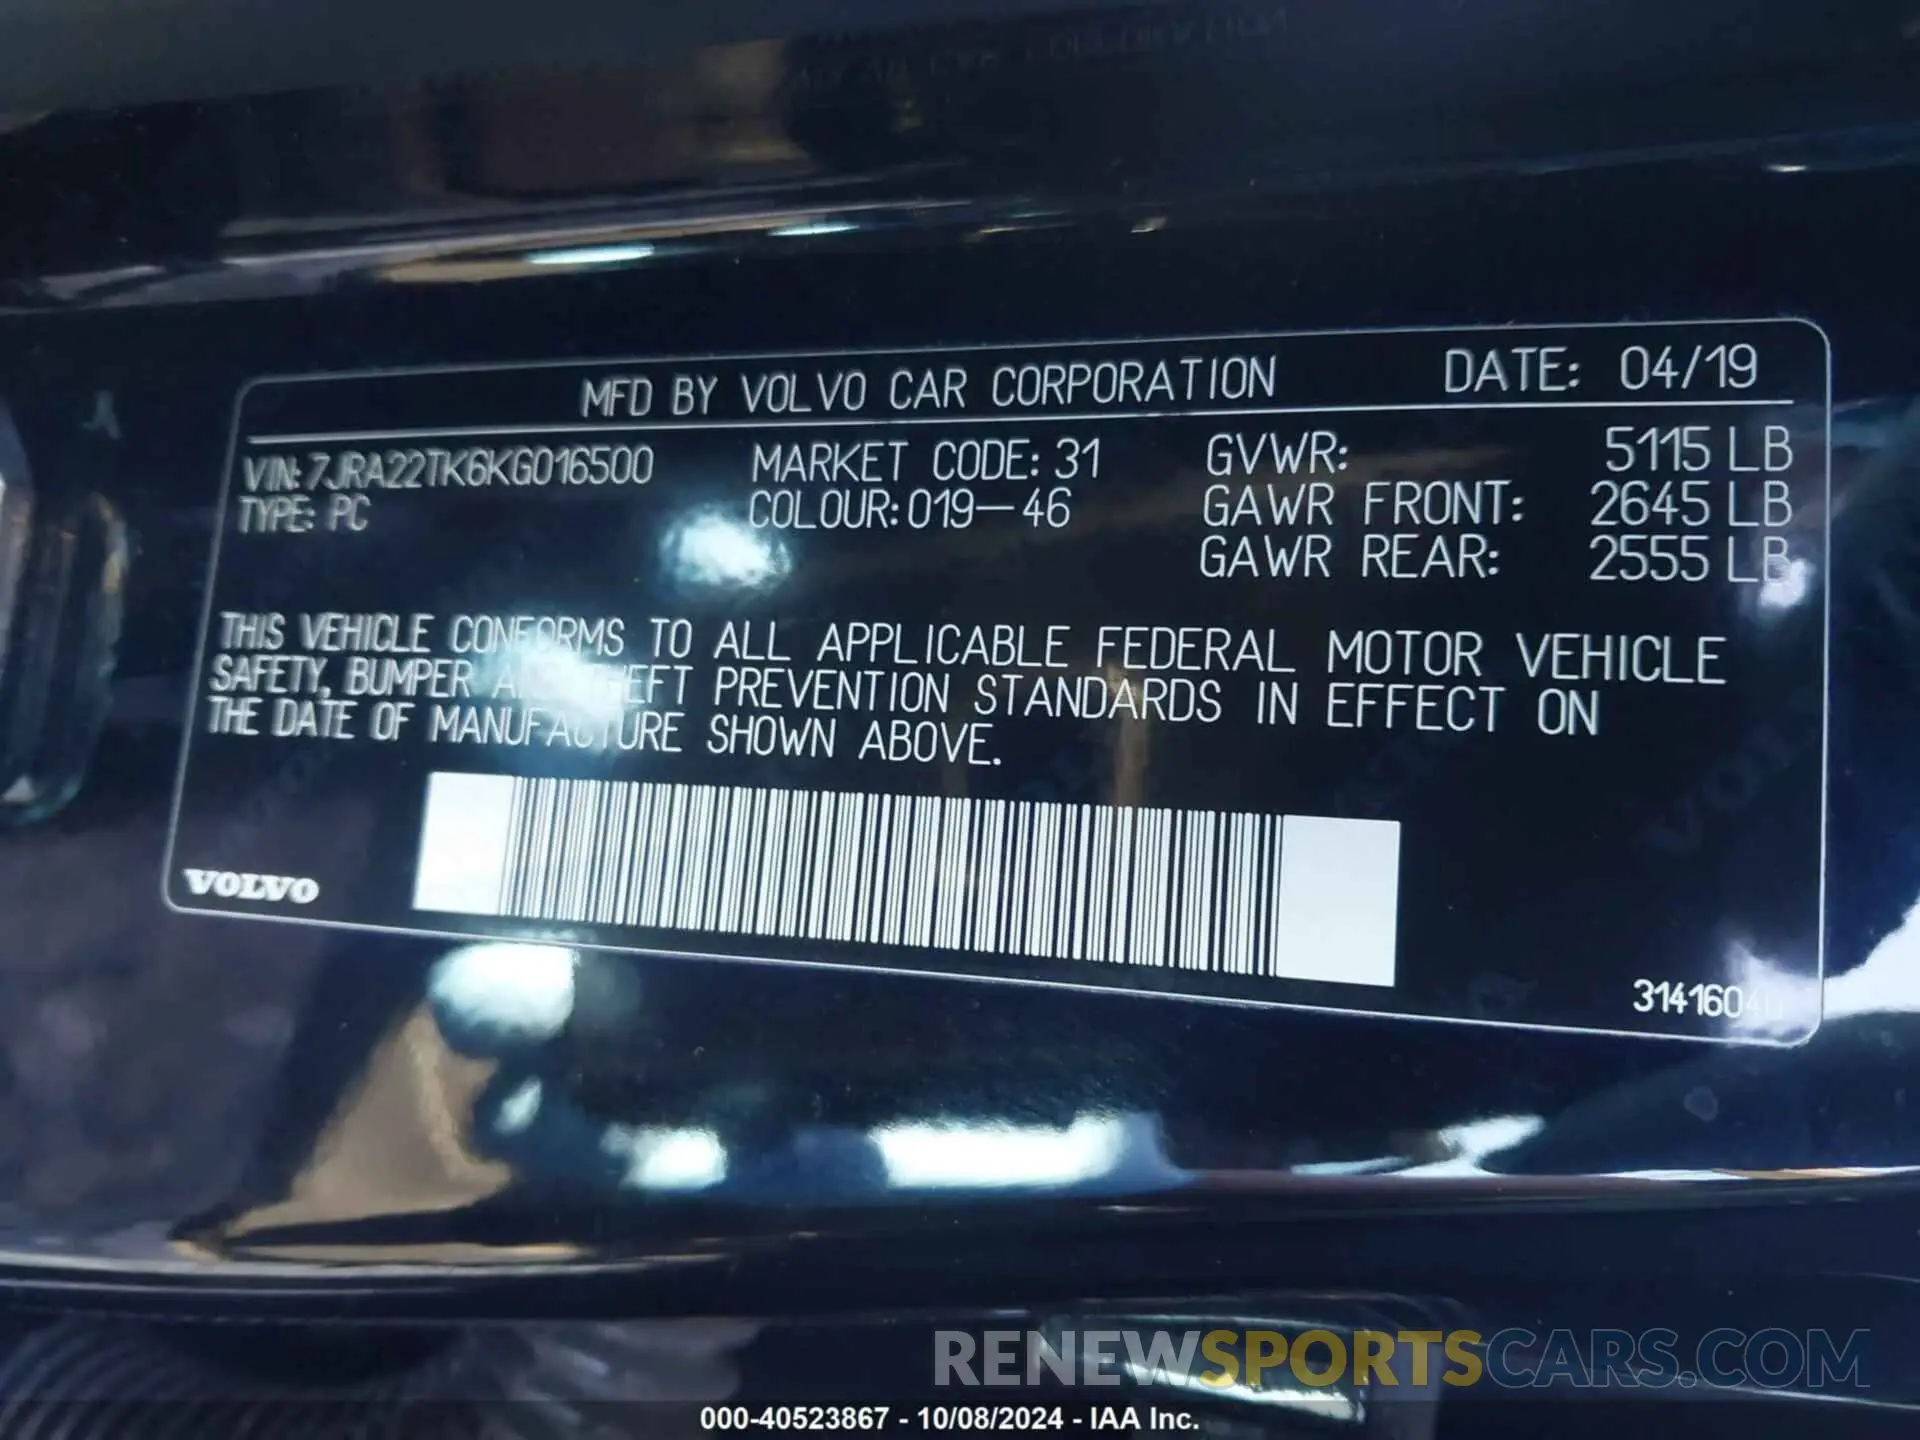 MFD BY VOLVO CAR CORPORATION DATE: 04/19
VIN: 7JRA22TK6KG016500 MARKET CODE: 31 GVWR: 5115 LB
TYPE: PC COLOUR: 019-46 GAWR FRONT: 2645 LB
GAWR REAR: 2555 LB
THIS VEHICLE CONFORMS TO ALL APPLICABLE FEDERAL MOTOR VEHICLE
SAFETY, BUMPER AND THEFT PREVENTION STANDARDS IN EFFECT ON
THE DATE OF MANUFACTURE SHOWN ABOVE.
VOLVO
RENEWSPORTSCARS.COM
000-40523867 - 10/08/2024 - IAA Inc.